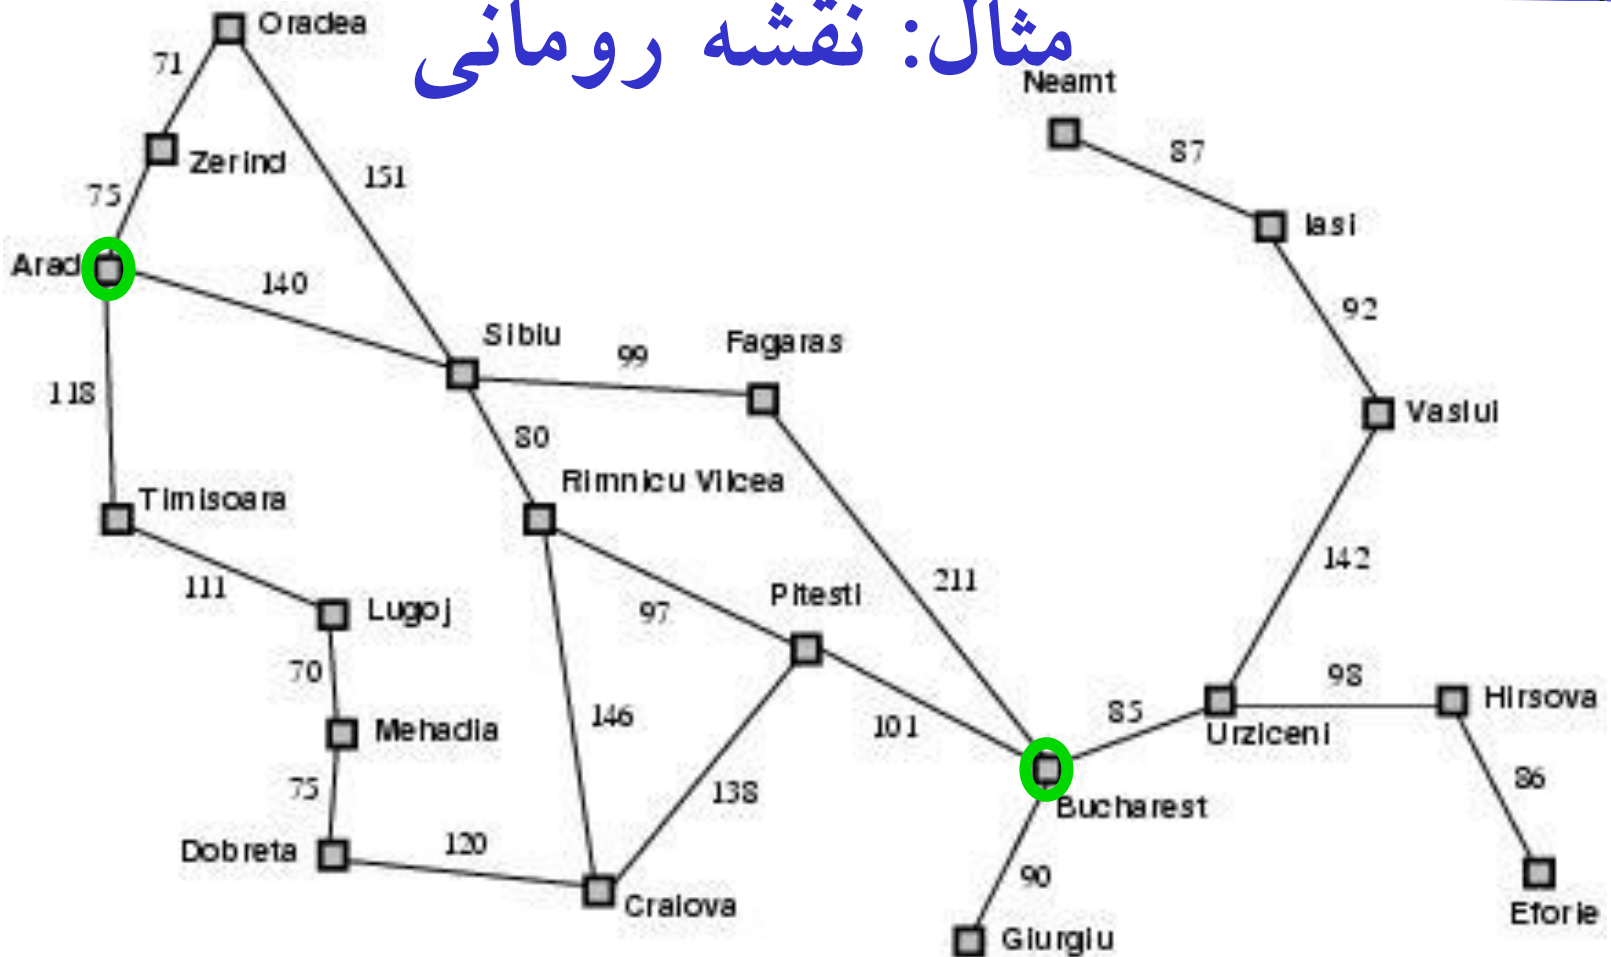 مثال: نقشه رومانی
Oradea
71
Neamt
Zerind
87
151
75
Iasi
Arad
140
92
Sibiu
99
Fagaras
118
Vaslui
80
Rimnicu Vilcea
Timisoara
142
211
111
Pitesti
Lugoj
97
70
98
Hirsova
146
101
85
Mehadia
Urziceni
75
138
86
Bucharest
Dobreta
120
90
Craiova
Eforie
Giurgiu